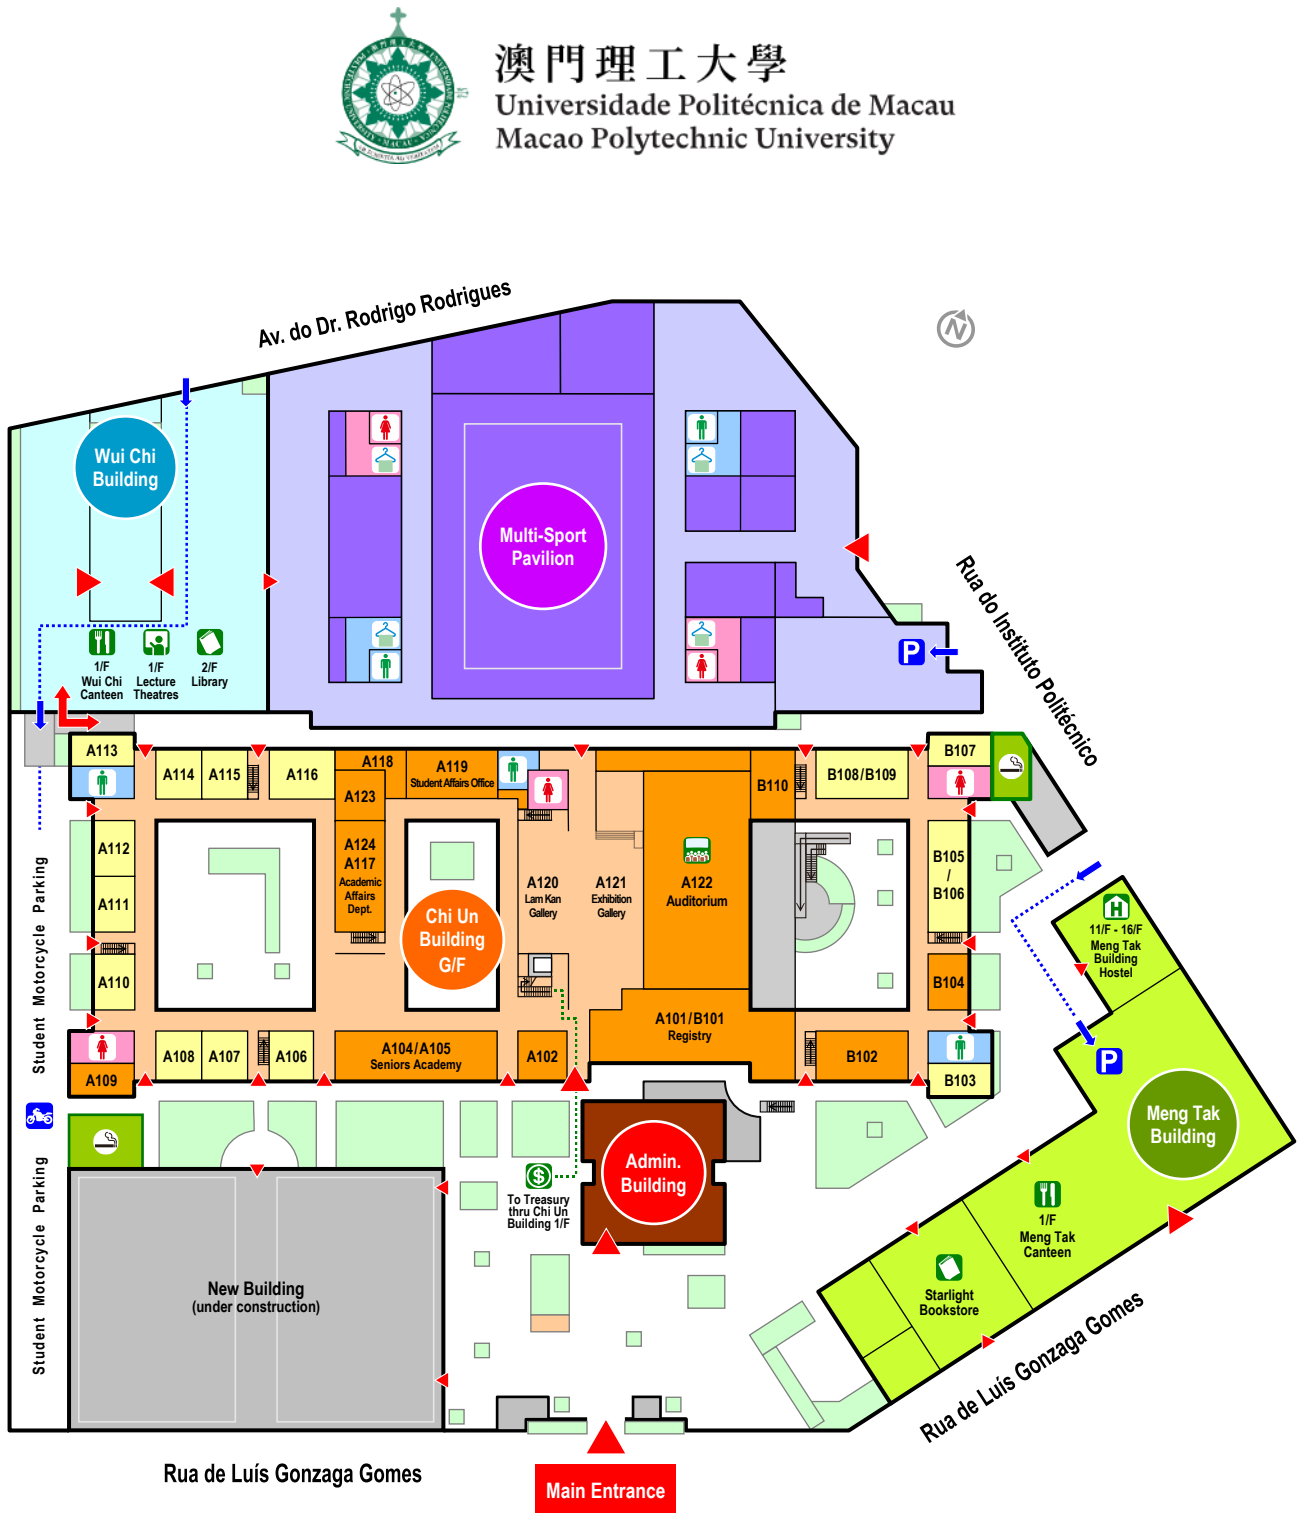 澳門理工大學
Universidade Politécnica de Macau
Macao Polytechnic University
Av. do Dr. Rodrigo Rodrigues
N
Wui Chi
Building
Multi-Sport
Pavilion
Rua do Instituto Politécnico
P
1/F
Wui Chi
Canteen
1/F
Lecture
Theatres
2/F
Library
A113
A114
A115
A116
A118
A119
Student Affairs Office
A123
B110
B108/B109
B107
A112
A111
A110
A124
A117
Academic
Affairs
Dept.
Chi Un
Building
G/F
A120
Lam Kan
Gallery
A121
Exhibition
Gallery
A122
Auditorium
B105
/
B106
B104
H
11/F - 16/F
Meng Tak
Building
Hostel
Student Motorcycle Parking
A109
A108
A107
A106
A104/A105
Seniors Academy
A102
A101/B101
Registry
B102
B103
P
Meng Tak
Building
Admin.
Building
$
To Treasury
thru Chi Un
Building 1/F
Student Motorcycle Parking
1/F
Meng Tak
Canteen
Starlight
Bookstore
New Building
(under construction)
Rua de Luís Gonzaga Gomes
Rua de Luís Gonzaga Gomes
Main Entrance